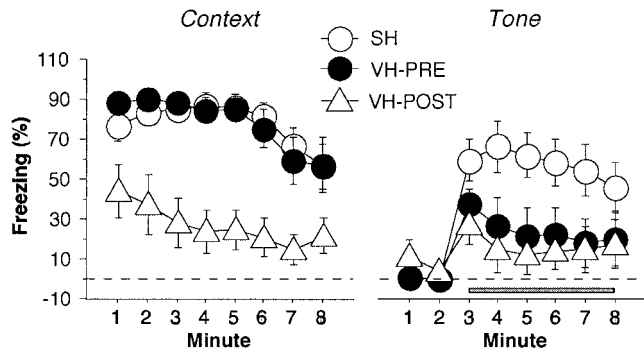 Context
Tone
SH
VH-PRE
VH-POST
Freezing (%)
110
90
70
50
30
10
-10
1 2 3 4 5 6 7 8
Minute
1 2 3 4 5 6 7 8
Minute